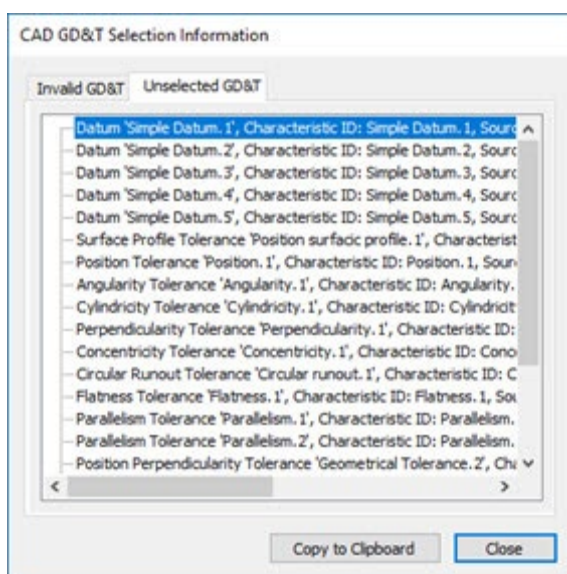 CAD GD&T Selection Information
Invalid GD&T Unselected GD&T
Datum 'Simple Datum.1', Characteristic ID: Simple Datum.1, Sourc
Datum 'Simple Datum.2', Characteristic ID: Simple Datum.2, Sourc
Datum 'Simple Datum.3', Characteristic ID: Simple Datum.3, Sourc
Datum 'Simple Datum.4', Characteristic ID: Simple Datum.4, Sourc
Datum 'Simple Datum.5', Characteristic ID: Simple Datum.5, Sourc
Surface Profile Tolerance 'Position surfacic profile.1', Characterist
Position Tolerance 'Position.1', Characteristic ID: Position.1, Sour
Angularity Tolerance 'Angularity.1', Characteristic ID: Angularity.
Cylindricity Tolerance 'Cylindricity.1', Characteristic ID: Cylindricit
Perpendicularity Tolerance 'Perpendicularity.1', Characteristic ID:
Concentricity Tolerance 'Concentricity.1', Characteristic ID: Conc
Circular Runout Tolerance 'Circular runout.1', Characteristic ID: C
Flatness Tolerance 'Flatness.1', Characteristic ID: Flatness.1, Sou
Parallelism Tolerance 'Parallelism.1', Characteristic ID: Parallelism.
Parallelism Tolerance 'Parallelism.2', Characteristic ID: Parallelism.
Position Perpendicularity Tolerance 'Geometrical Tolerance.2', Cha
Copy to Clipboard Close